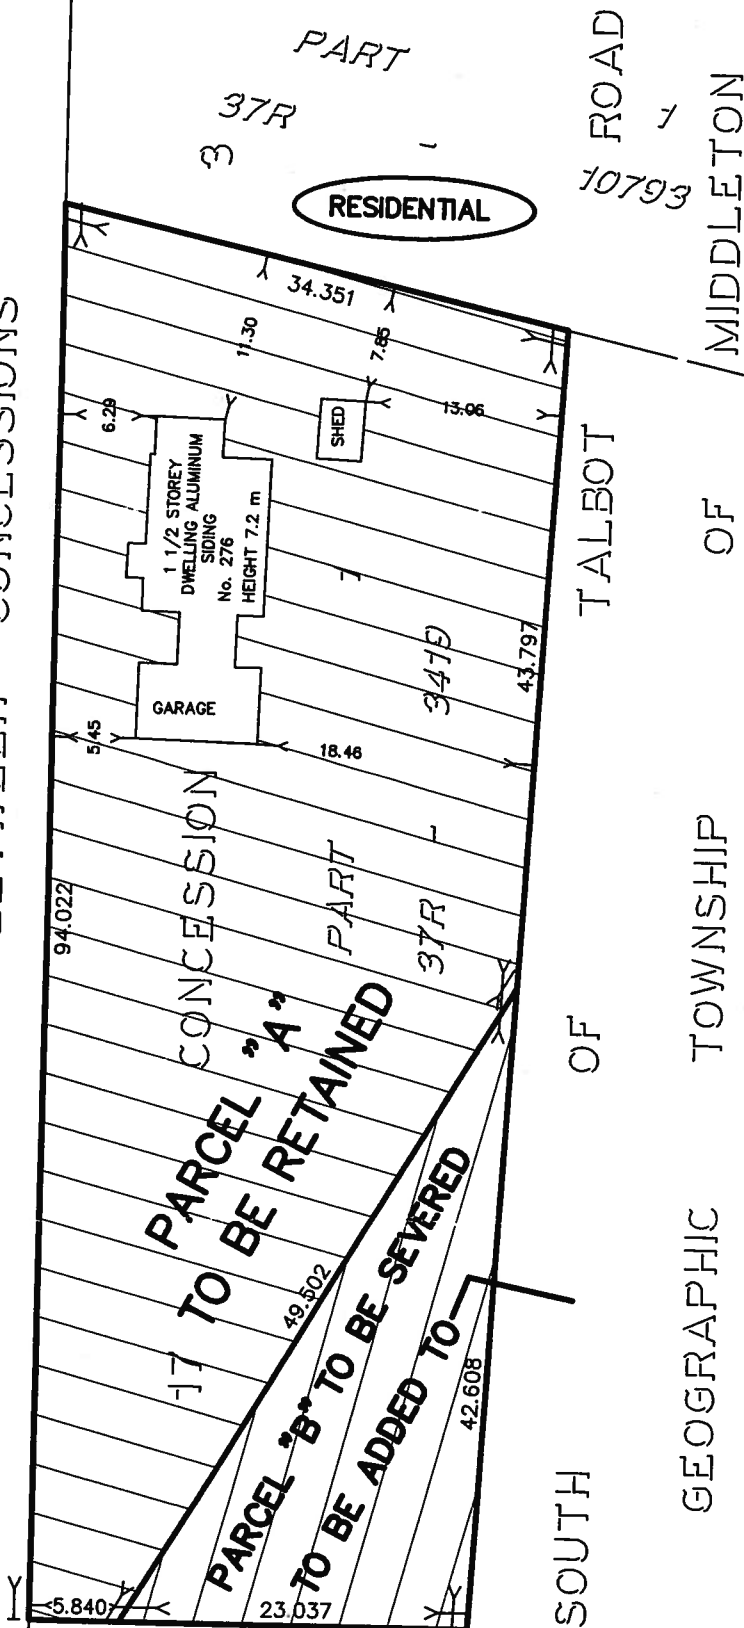 PART 1
37R - 10793
3
RESIDENTIAL
ROAD
MIDDLETON
CONCESSIONS
34.351
11.30
7.85
6.29
13.06
SHED
1 1/2 STOREY
DWELLING ALUMINUM
SIDING
No. 276
HEIGHT 7.2 m
GARAGE
TALBOT
OF
43.797
5.45
18.46
94.022
CONCESSION
PART 1
37R - 3419
PARCEL "A"
TO BE RETAINED
17
49.502
PARCEL "B" TO BE SEVERED
TO BE ADDED TO
42.608
5.840
23.037
OF
TOWNSHIP
GEOGRAPHIC
SOUTH